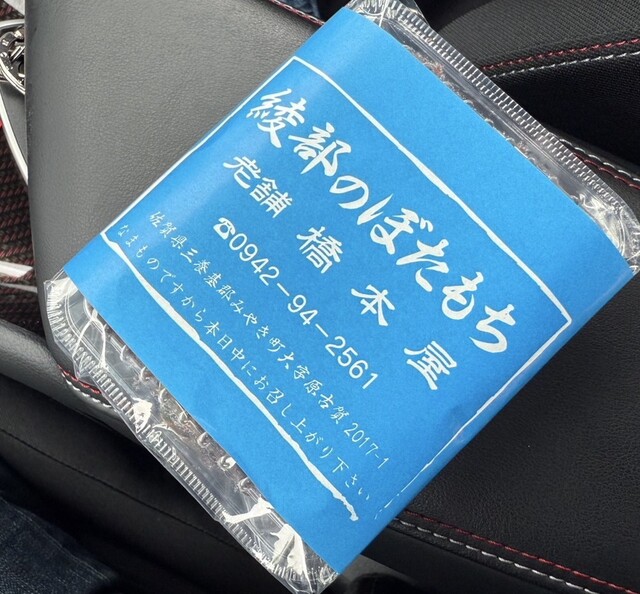 綾部のぼたもち
老舗 橋本屋
☎0942-94-2561
佐賀県三養基郡みやき町大字原古賀2017-1
なまものですから本日中にお召し上がり下さい